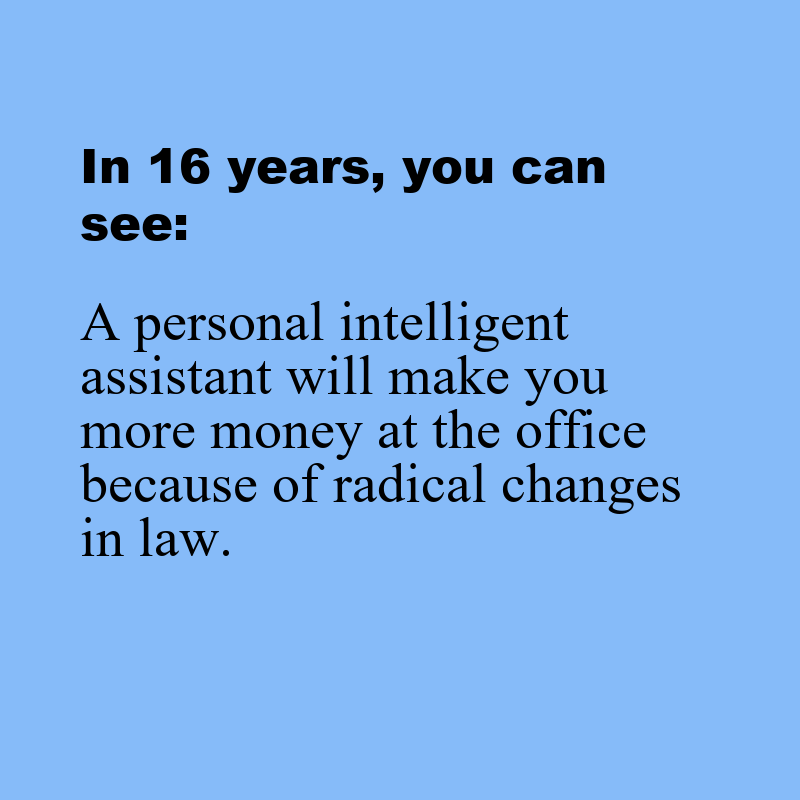 In 16 years, you can
see:
A personal intelligent
assistant will make you
more money at the office
because of radical changes
in law.